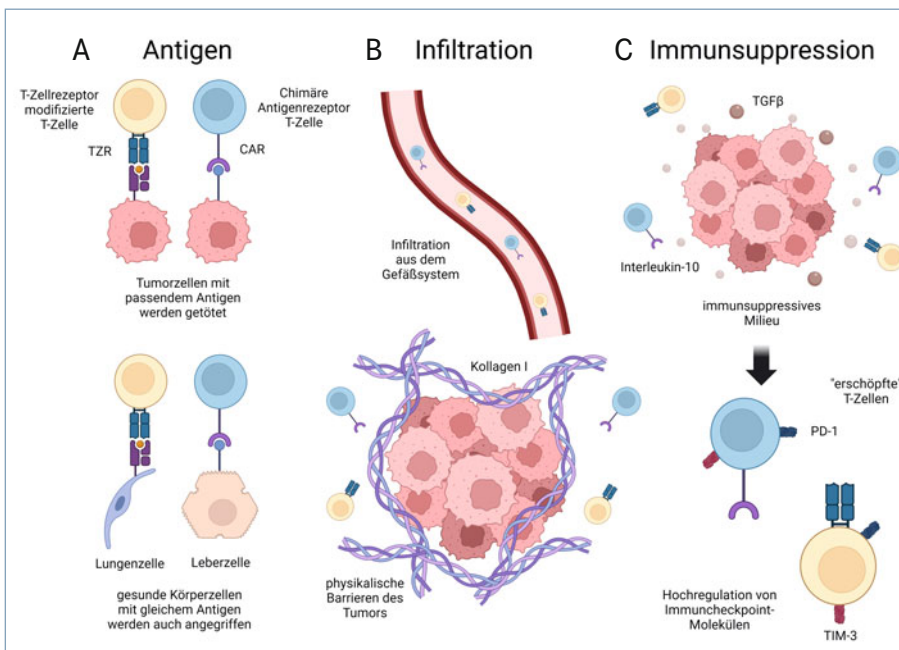 A Antigen
T-Zellrezeptor
modifizierte
T-Zelle
Chimäre
Antigenrezeptor
T-Zelle
TZR
CAR
Tumorzellen mit
passendem Antigen
werden getötet
Lungenzelle
Leberzelle
gesunde Körperzellen
mit gleichem Antigen
werden auch angegriffen
B Infiltration
Infiltration
aus dem
Gefäßsystem
Kollagen I
physikalische
Barrieren des
Tumors
C Immunsuppression
TGFβ
Interleukin-10
immunsuppressives
Milieu
"erschöpfte"
T-Zellen
PD-1
Hochregulation von
Immuncheckpoint-
Molekülen
TIM-3